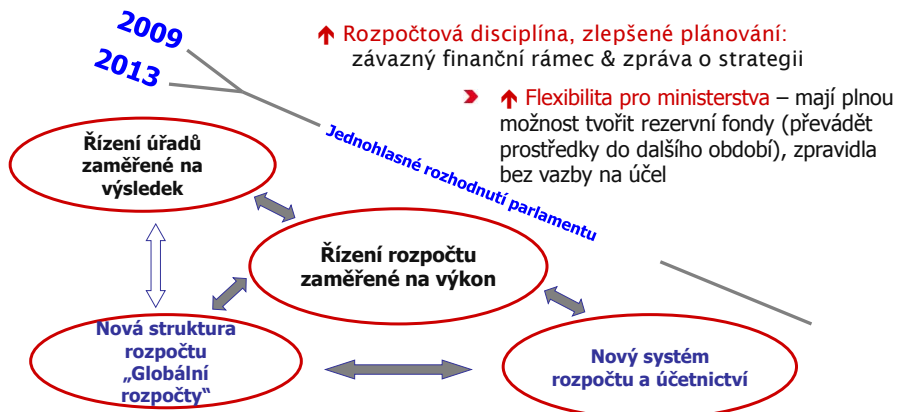 2009
2013
Rozpočtová disciplína, zlepšené plánování:
závazný finanční rámec & zpráva o strategii
Flexibilita pro ministerstva – mají plnou
možnost tvořit rezervní fondy (převádět
prostředky do dalšího období), zpravidla
bez vazby na účel
Jednohlasné rozhodnutí parlamentu
Řízení úřadů
zaměřené na
výsledek
Řízení rozpočtu
zaměřené na výkon
Nová struktura
rozpočtu
„Globální
rozpočty“
Nový systém
rozpočtu a účetnictví